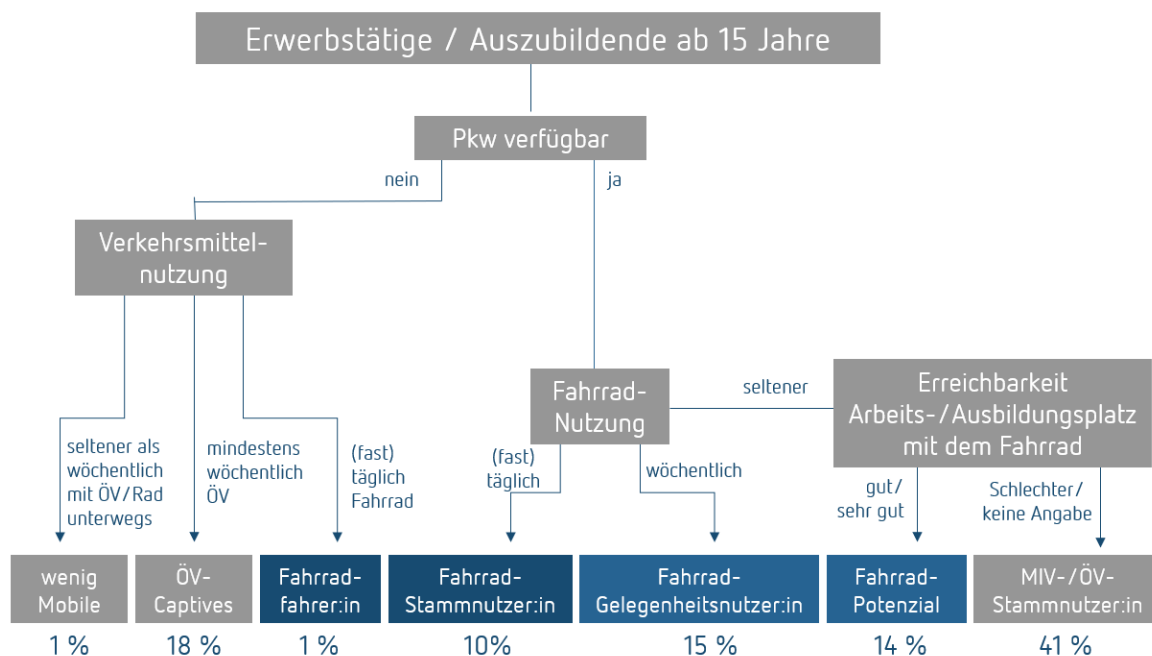 Erwerbstätige / Auszubildende ab 15 Jahre
Pkw verfügbar
nein
ja
Verkehrsmittel-
nutzung
Fahrrad-
Nutzung
seltener
Erreichbarkeit
Arbeits-/Ausbildungsplatz
mit dem Fahrrad
seltener als
wöchentlich
mit ÖV/Rad
unterwegs
mindestens
wöchentlich
ÖV
(fast)
täglich
Fahrrad
(fast)
täglich
wöchentlich
gut/
sehr gut
Schlechter/
keine Angabe
wenig
Mobile
ÖV-
Captives
Fahrrad-
fahrer:in
Fahrrad-
Stammnutzer:in
Fahrrad-
Gelegenheitsnutzer:in
Fahrrad-
Potenzial
MIV-/ÖV-
Stammnutzer:in
1 %
18 %
1 %
10%
15 %
14 %
41 %